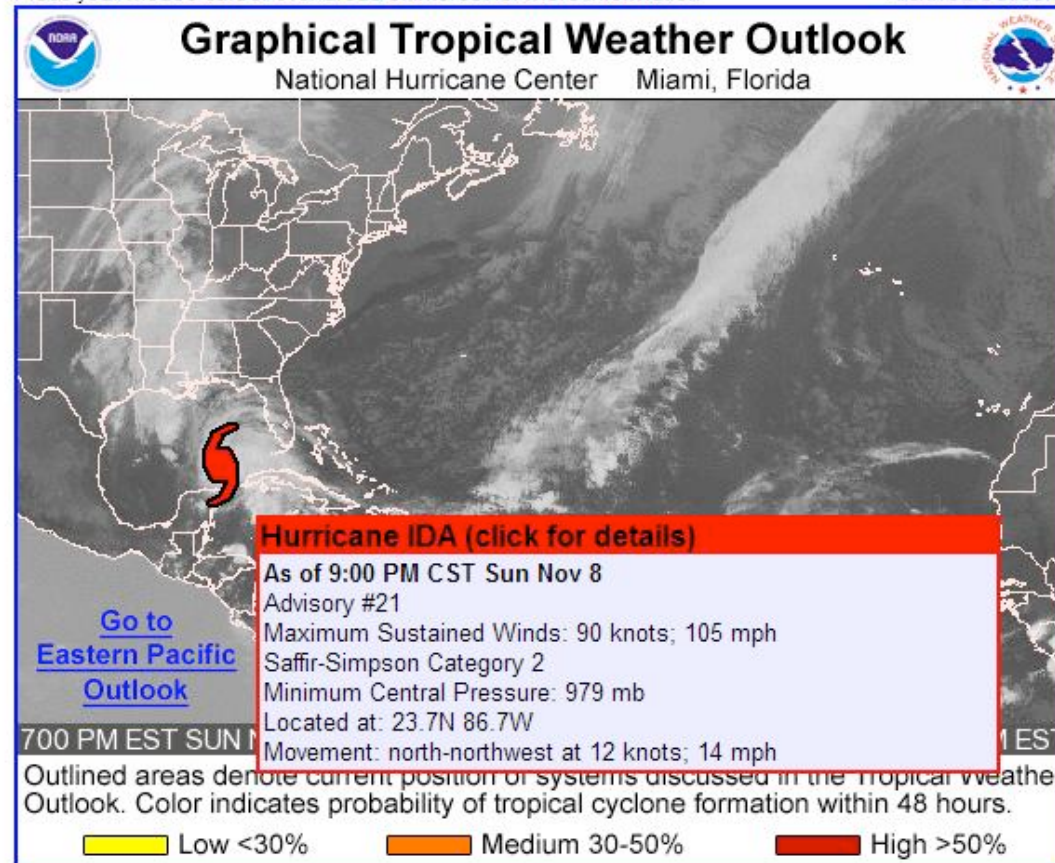 NOAA
Graphical Tropical Weather Outlook
National Hurricane Center Miami, Florida
NATIONAL WEATHER
Hurricane IDA (click for details)
As of 9:00 PM CST Sun Nov 8
Advisory #21
Maximum Sustained Winds: 90 knots; 105 mph
Saffir-Simpson Category 2
Minimum Central Pressure: 979 mb
Located at: 23.7N 86.7W
Movement: north-northwest at 12 knots; 14 mph
Go to
Eastern Pacific
Outlook
700 PM EST SUN
Outlined areas denote current position of systems discussed in the Tropical Weathe
Outlook. Color indicates probability of tropical cyclone formation within 48 hours.
Low <30% Medium 30-50% High >50%